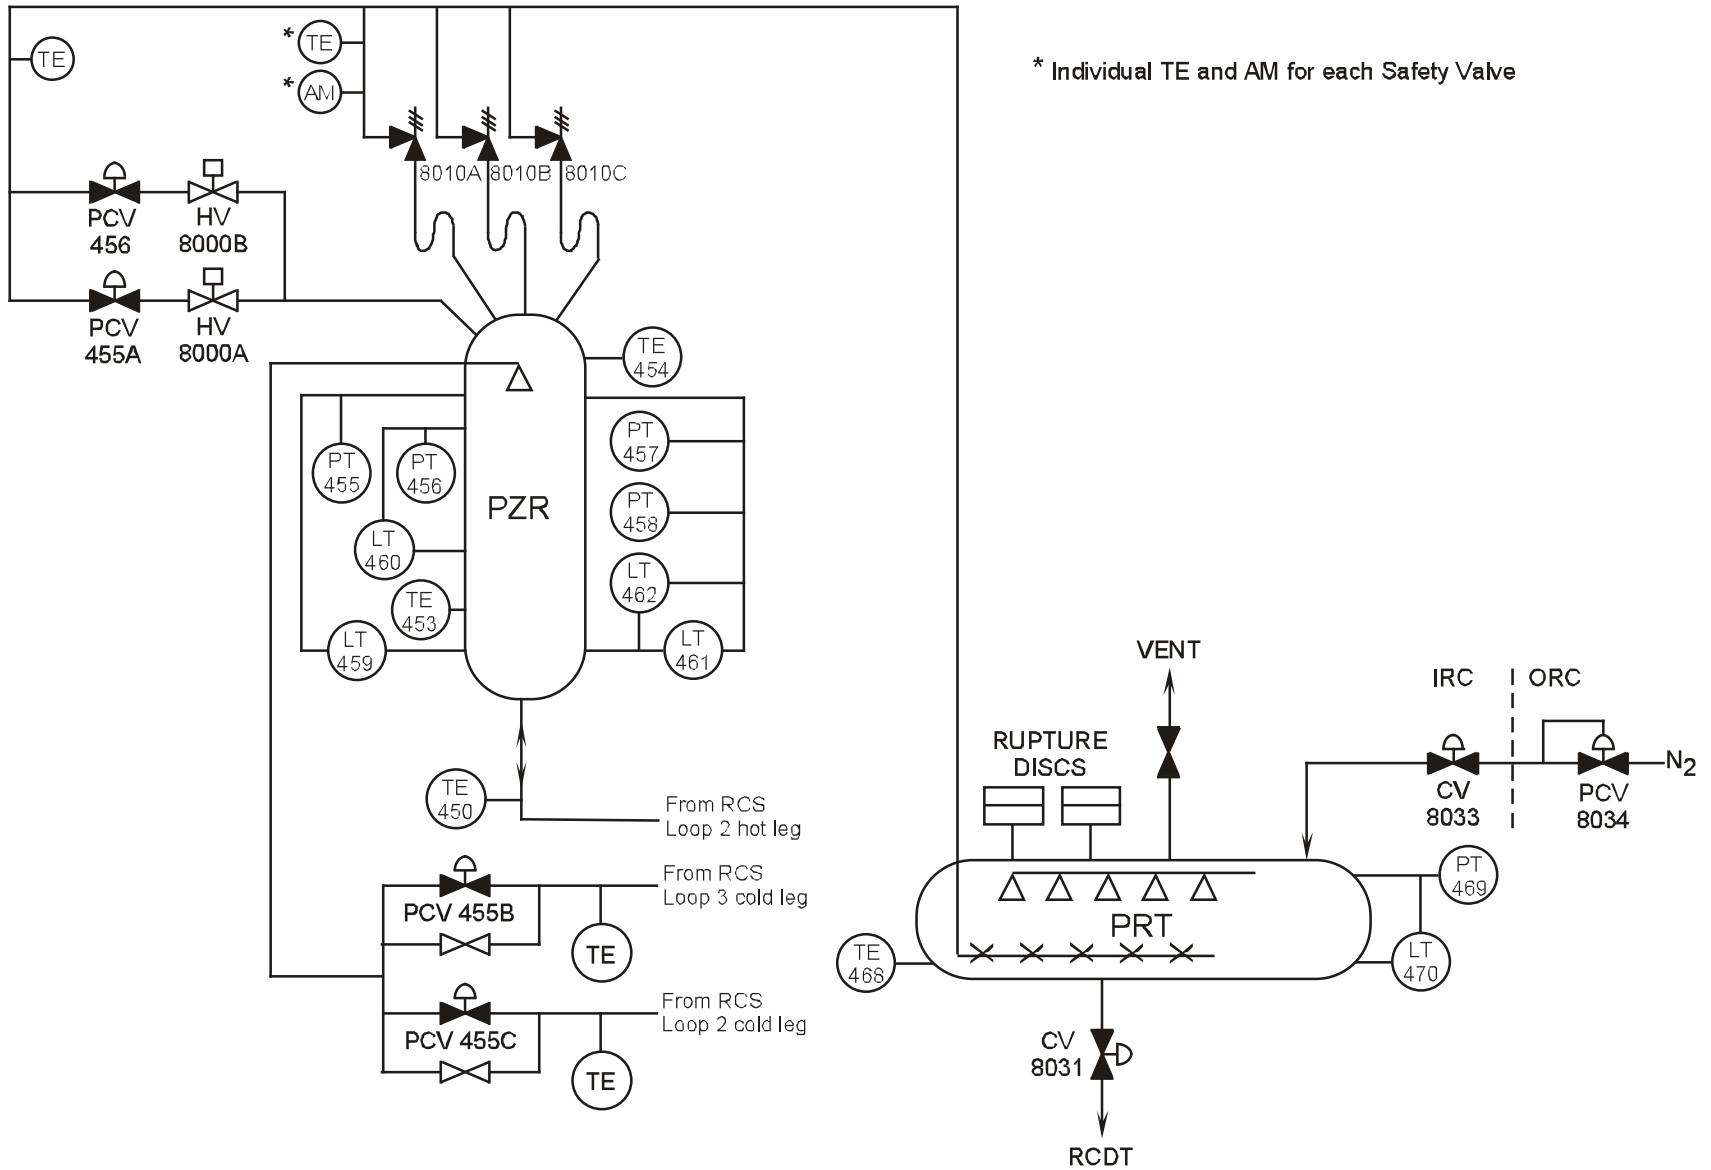 * Individual TE and AM for each Safety Valve
TE
* TE
* AM
8010A
8010B
8010C
PCV
456
HV
8000B
PCV
455A
HV
8000A
TE
454
PT
455
PT
456
PT
457
PZR
PT
458
LT
460
LT
462
TE
453
LT
459
LT
461
TE
450
From RCS
Loop 2 hot leg
From RCS
Loop 3 cold leg
PCV 455B
TE
From RCS
Loop 2 cold leg
PCV 455C
TE
VENT
IRC
ORC
RUPTURE
DISCS
N2
CV
8033
PCV
8034
PT
469
PRT
TE
468
LT
470
CV
8031
RCDT